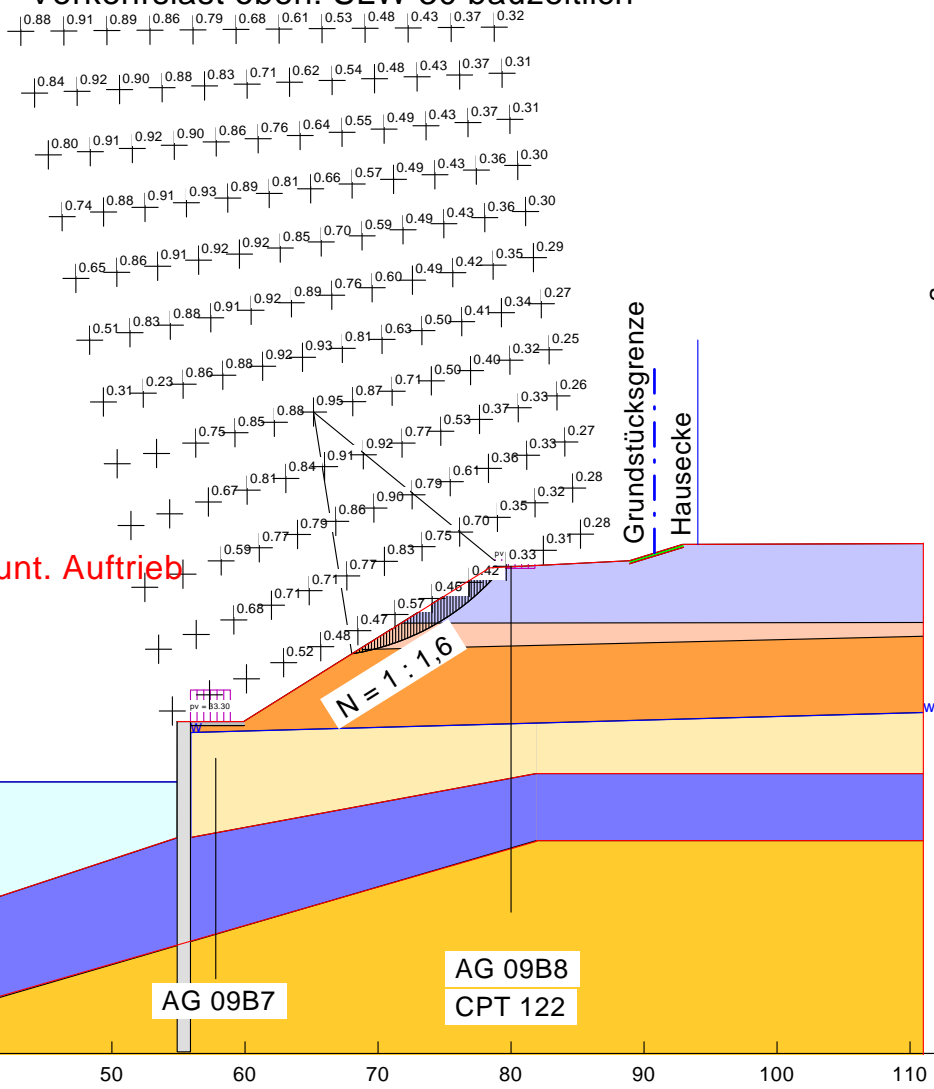 0.88 0.91 0.89 0.86 0.79 0.68 0.61 0.53 0.48 0.43 0.37 0.32
0.84 0.92 0.90 0.88 0.83 0.71 0.62 0.54 0.48 0.43 0.37 0.31
0.80 0.91 0.92 0.90 0.86 0.76 0.64 0.55 0.49 0.43 0.37 0.31
0.74 0.88 0.91 0.93 0.89 0.81 0.66 0.57 0.49 0.43 0.36 0.30
0.65 0.86 0.91 0.92 0.92 0.85 0.70 0.59 0.49 0.43 0.36 0.30
0.51 0.83 0.88 0.91 0.92 0.89 0.76 0.60 0.49 0.42 0.35 0.29
0.31 0.23 0.86 0.88 0.92 0.93 0.81 0.63 0.50 0.41 0.34 0.27
0.75 0.85 0.88 0.95 0.87 0.71 0.50 0.40 0.32 0.25
0.67 0.81 0.84 0.91 0.92 0.77 0.53 0.37 0.33 0.26
0.59 0.77 0.79 0.86 0.90 0.79 0.61 0.36 0.33 0.27
0.68 0.71 0.71 0.77 0.83 0.75 0.70 0.35 0.32 0.28
0.52 0.48 0.47 0.57 0.46 0.42 0.33 0.31 0.28
Grundstücksgrenze
Hausecke
unt. Auftrieb
pv
N = 1 : 1,6
pv = 33.30
W
W
AG 09B7
AG 09B8
CPT 122
50 60 70 80 90 100 110